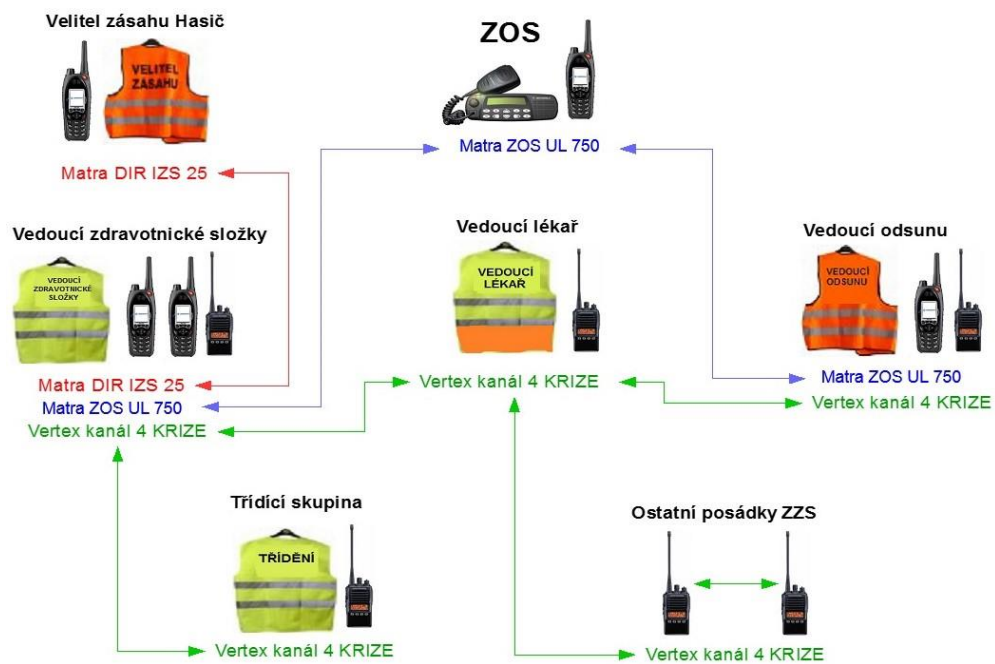 Velitel zásahu Hasič
VELITEL
ZÁSAHU
Matra DIR IZS 25
ZOS
Matra ZOS UL 750
Vedoucí zdravotnické složky
VEDOUCÍ
ZDRAVOTNICKÉ
SLOŽKY
Matra DIR IZS 25
Matra ZOS UL 750
Vertex kanál 4 KRIZE
Vedoucí lékař
VEDOUCÍ
LÉKAŘ
Vertex kanál 4 KRIZE
Vedoucí odsunu
VEDOUCÍ
ODSUNU
Matra ZOS UL 750
Vertex kanál 4 KRIZE
Třídící skupina
TŘÍDĚNÍ
Vertex kanál 4 KRIZE
Ostatní posádky ZZS
Vertex kanál 4 KRIZE